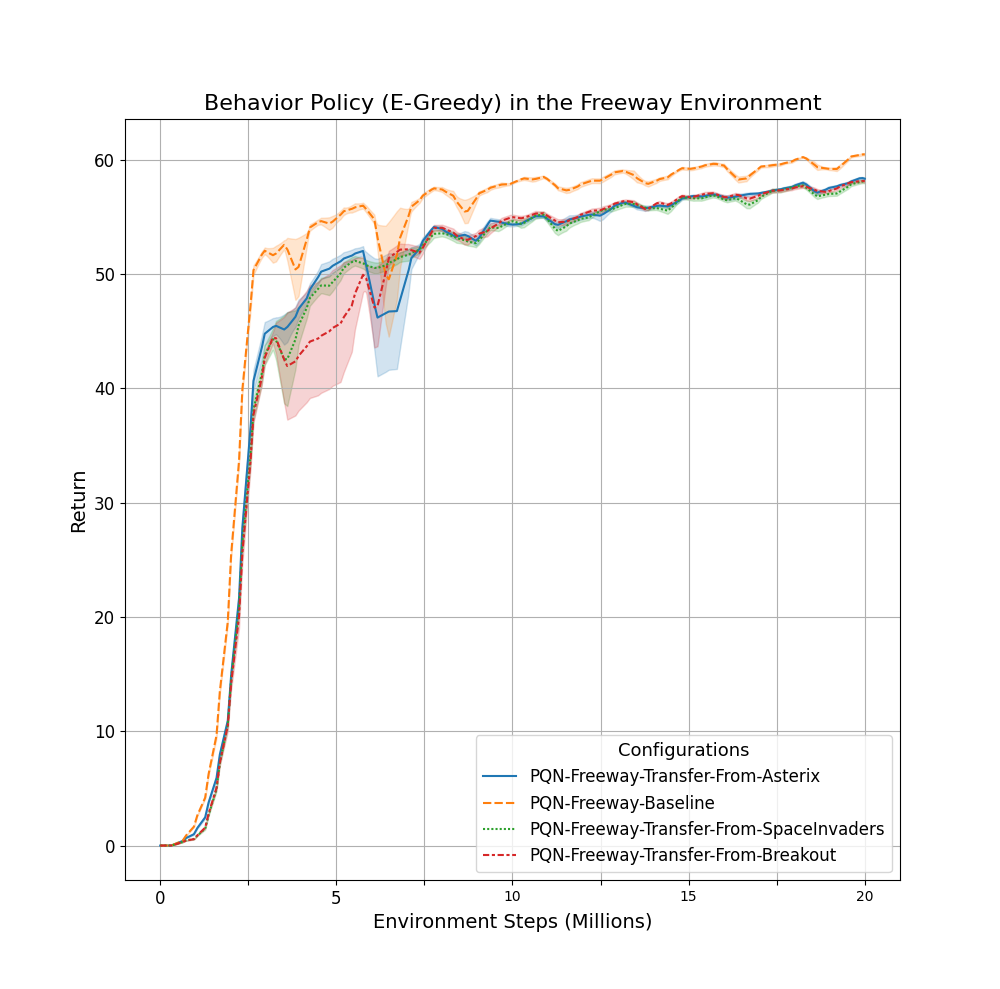 Behavior Policy (E-Greedy) in the Freeway Environment
60
50
40
30
20
10
0
Return
0 5 10 15 20
Environment Steps (Millions)
Configurations
PQN-Freeway-Transfer-From-Asterix
PQN-Freeway-Baseline
PQN-Freeway-Transfer-From-SpaceInvaders
PQN-Freeway-Transfer-From-Breakout